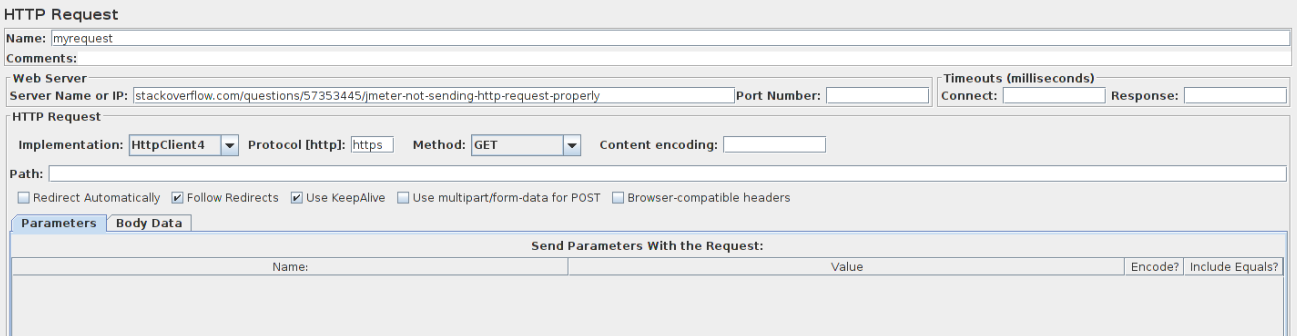 HTTP Request
Name: myrequest
Comments:
Web Server
Timeouts (milliseconds)
Server Name or IP: stackoverflow.com/questions/57353445/jmeter-not-sending-http-request-properly Port Number: Connect: Response:
HTTP Request
Implementation: HttpClient4 Protocol [http]: https Method: GET Content encoding:
Path:
Redirect Automatically Follow Redirects Use KeepAlive Use multipart/form-data for POST Browser-compatible headers
Parameters Body Data
Send Parameters With the Request:
Name: Value Encode? Include Equals?